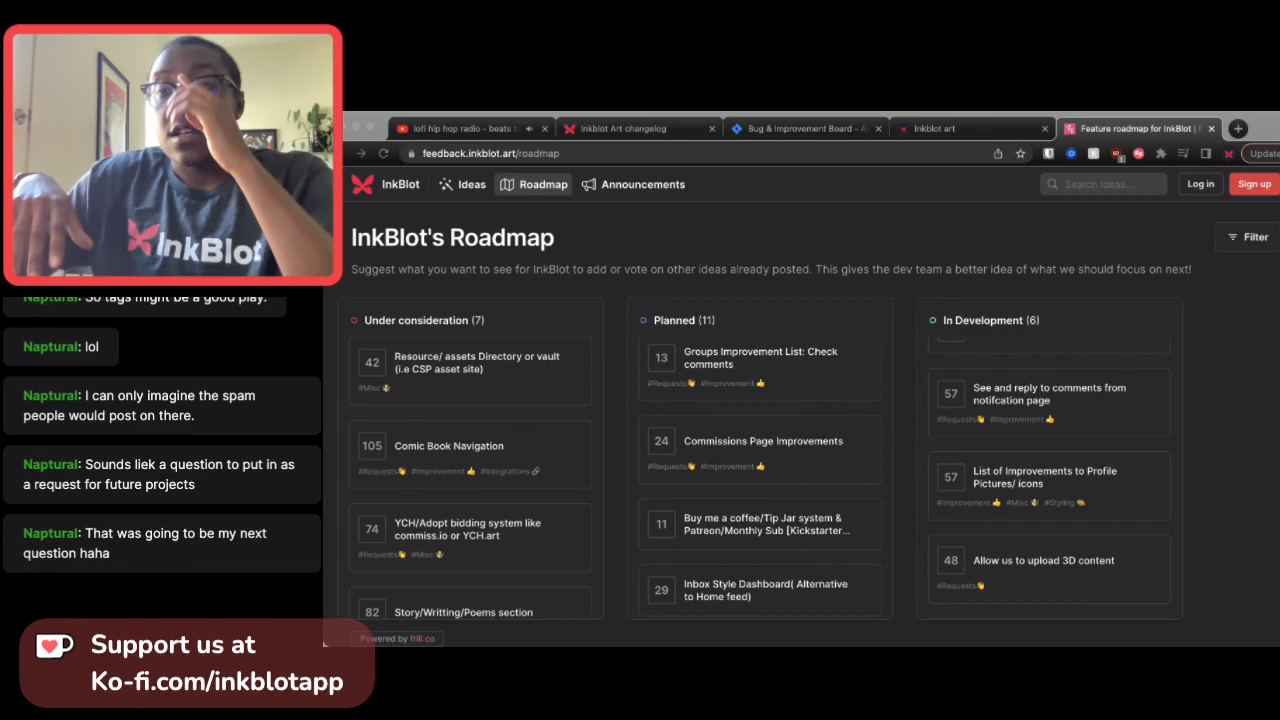 InkBlot
Naptural: So tags might be a good play.
Naptural: lol
Naptural: I can only imagine the spam
people would post on there.
Naptural: Sounds liek a question to put in as
a request for future projects
Naptural: That was going to be my next
question haha
Support us at
Ko-fi.com/inkblotapp
lofi hip hop radio - beats to
Inkblot Art changelog
Bug & Improvement Board - A
Inkblot art
Feature roadmap for InkBlot |
feedback.inkblot.art/roadmap
Update
InkBlot
Ideas
Roadmap
Announcements
Search Ideas...
Log in
Sign up
InkBlot's Roadmap
Filter
Suggest what you want to see for InkBlot to add or vote on other ideas already posted. This gives the dev team a better idea of what we should focus on next!
Under consideration (7)
42
Resource/ assets Directory or vault
(i.e CSP asset site)
#Misc
105
Comic Book Navigation
#Requests👋 #Improvement 👍 #Integrations 🔗
74
YCH/Adopt bidding system like
commiss.io or YCH.art
#Requests👋 #Misc
82
Story/Writting/Poems section
Powered by frill.co
Planned (11)
13
Groups Improvement List: Check
comments
#Requests👋 #Improvement 👍
24
Commissions Page Improvements
#Requests👋 #Improvement 👍
11
Buy me a coffee/Tip Jar system &
Patreon/Monthly Sub [Kickstarter...
29
Inbox Style Dashboard( Alternative
to Home feed)
In Development (6)
57
See and reply to comments from
notifcation page
#Requests👋 #Improvement 👍
57
List of Improvements to Profile
Pictures/ icons
#Improvement 👍 #Misc #Styling
48
Allow us to upload 3D content
#Requests👋